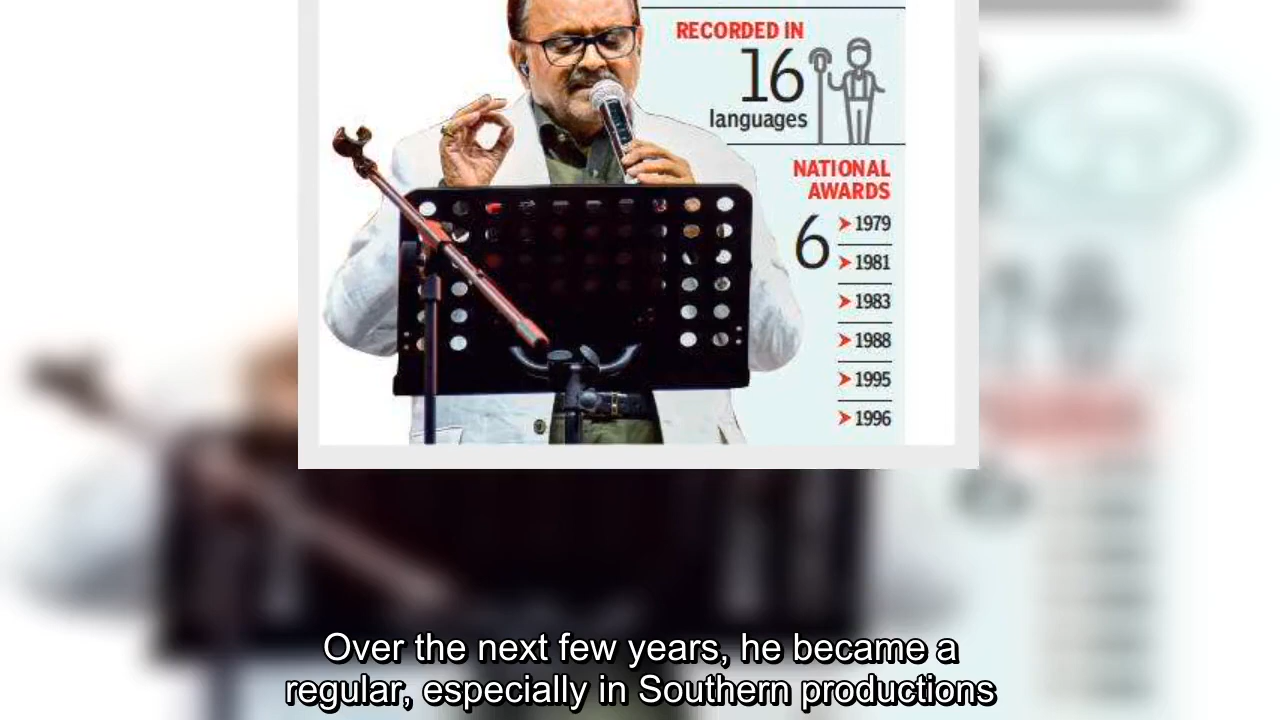 RECORDED IN
16
languages
NATIONAL
AWARDS
6
1979
1981
1983
1988
1995
1996
Over the next few years, he became a
regular, especially in Southern productions